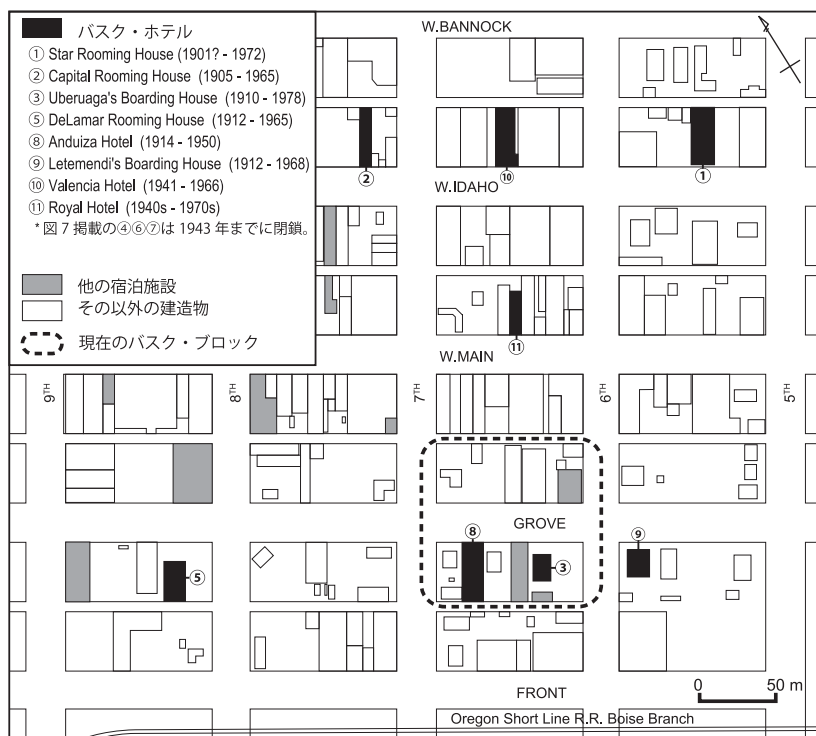 バスク・ホテル
① Star Rooming House (1901? - 1972)
② Capital Rooming House (1905 - 1965)
③ Uberuaga's Boarding House (1910 - 1978)
⑤ DeLamar Rooming House (1912 - 1965)
⑧ Anduiza Hotel (1914 - 1950)
⑨ Letemendi's Boarding House (1912 - 1968)
⑩ Valencia Hotel (1941 - 1966)
⑪ Royal Hotel (1940s - 1970s)
* 図 7 掲載の④⑥⑦は 1943 年までに閉鎖。
他の宿泊施設
その以外の建造物
現在のバスク・ブロック
W.BANNOCK
②
⑩
①
W.IDAHO
⑪
W.MAIN
9TH
8TH
7TH
6TH
5TH
GROVE
⑧
⑨
⑤
③
FRONT
0 50 m
Oregon Short Line R.R. Boise Branch